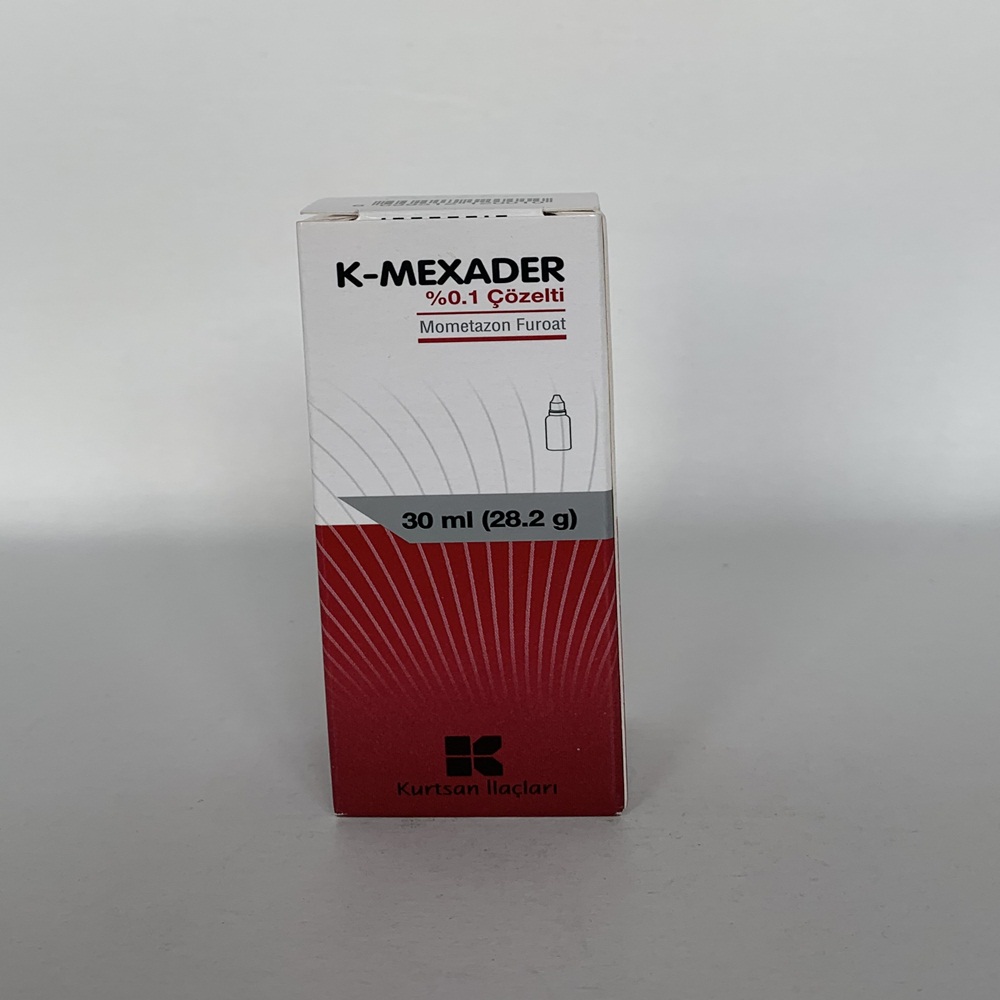 K-MEXADER
%0.1 Çözelti
Mometazon Furoat
30 ml (28.2 g)
Kurtsan İlaçları